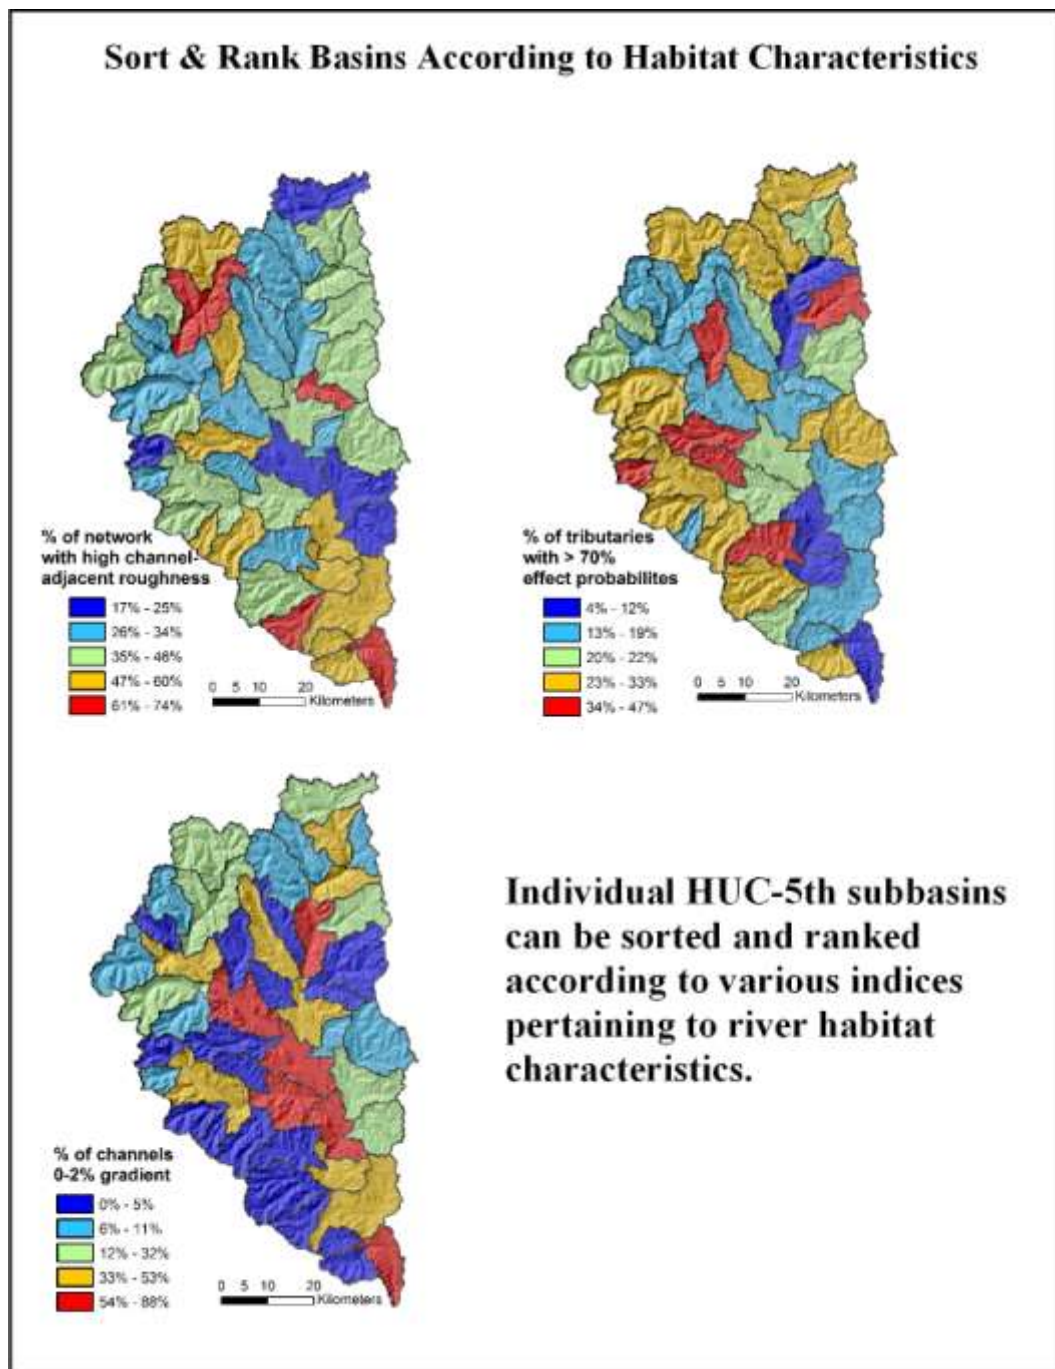 Sort & Rank Basins According to Habitat Characteristics
% of network
with high channel-
adjacent roughness
17% - 25%
26% - 34%
35% - 46%
47% - 60%
61% - 74%
0 5 10 20
Kilometers
% of tributaries
with > 70%
effect probabilites
4% - 12%
13% - 19%
20% - 22%
23% - 33%
34% - 47%
0 5 10 20
Kilometers
% of channels
0-2% gradient
0% - 5%
6% - 11%
12% - 32%
33% - 53%
54% - 88%
0 5 10 20
Kilometers
Individual HUC-5th subbasins
can be sorted and ranked
according to various indices
pertaining to river habitat
characteristics.